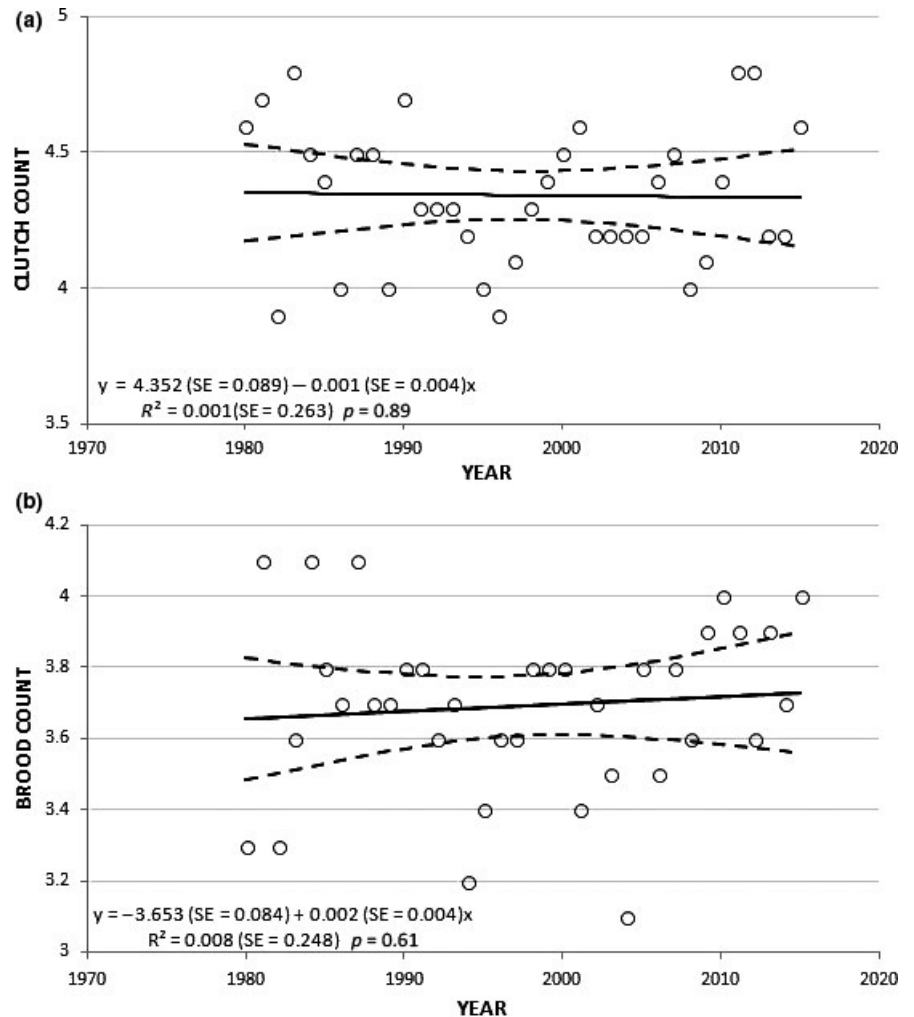 (a)
5
4.5
4
3.5
CLUTCH COUNT
y = 4.352 (SE = 0.089) — 0.001 (SE = 0.004)x
R² = 0.001(SE = 0.263) p = 0.89
1970 1980 1990 2000 2010 2020
YEAR
(b)
4.2
4
3.8
3.6
3.4
3.2
3
BROOD COUNT
y = −3.653 (SE = 0.084) + 0.002 (SE = 0.004)x
R² = 0.008 (SE = 0.248) p = 0.61
1970 1980 1990 2000 2010 2020
YEAR